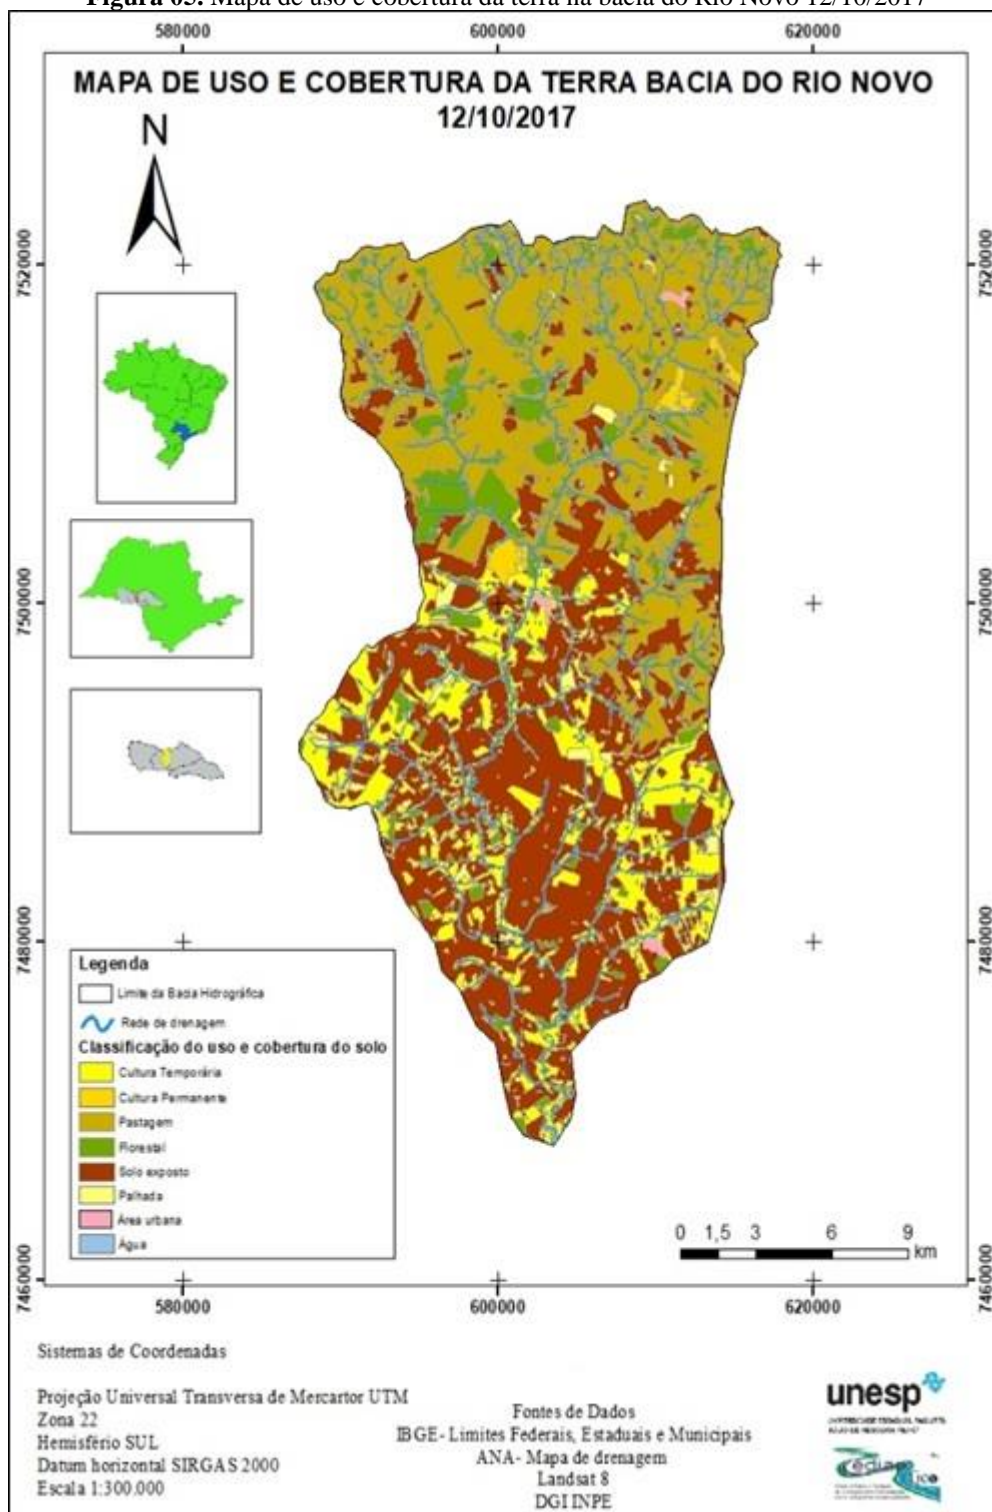 Figura 05. Mapa de uso e cobertura da terra na bacia do Rio Novo 12/10/2017
580000 600000 620000
MAPA DE USO E COBERTURA DA TERRA BACIA DO RIO NOVO
12/10/2017
N
7520000 7520000
7500000 7500000
7480000 7480000
Legenda
Limite da Bacia Hidrográfica
Rede de drenagem
Classificação do uso e cobertura do solo
Cultura Temporária
Cultura Permanente
Pastagem
Florestal
Solo exposto
Palhada
Área urbana
Água
0 1,5 3 6 9
km
7460000 7460000
580000 600000 620000
Sistemas de Coordenadas
Projeção Universal Transversa de Mercartor UTM
Zona 22
Hemisfério SUL
Datum horizontal SIRGAS 2000
Escala 1:300.000
Fontes de Dados
IBGE- Limites Federais, Estaduais e Municipais
ANA- Mapa de drenagem
Landsat 8
DGI INPE
unesp